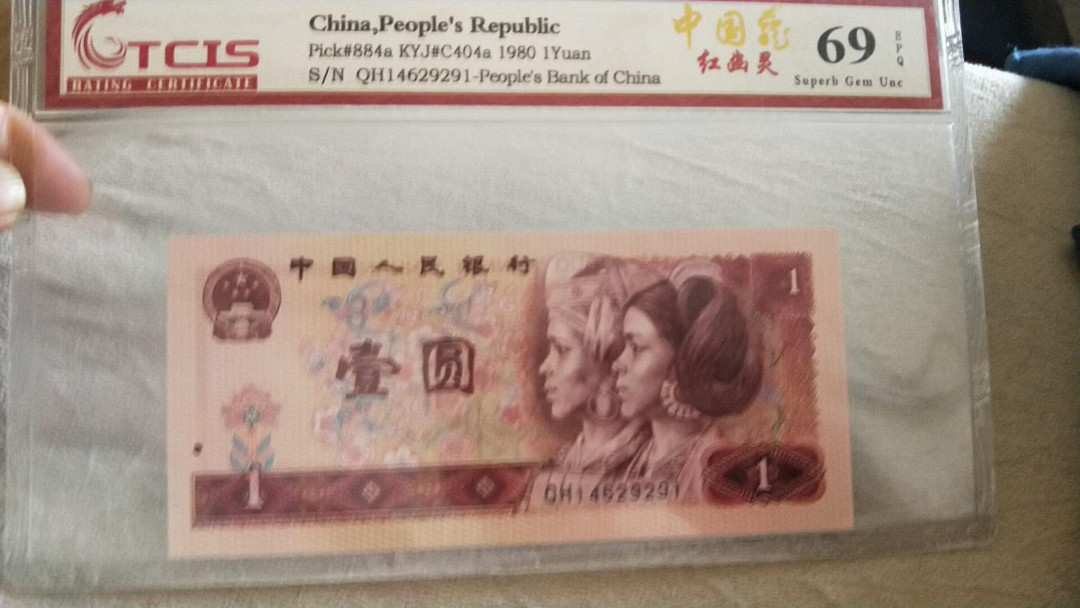 TCIS
RATING CERTIFICATE
China,People's Republic
Pick#884a KYJ#C404a 1980 1Yuan
S/N QH14629291-People's Bank of China
中国龙
红幽灵
69
EPQ
Superb Gem Unc
中国人民银行
1
壹圆
1
QH14629291
1